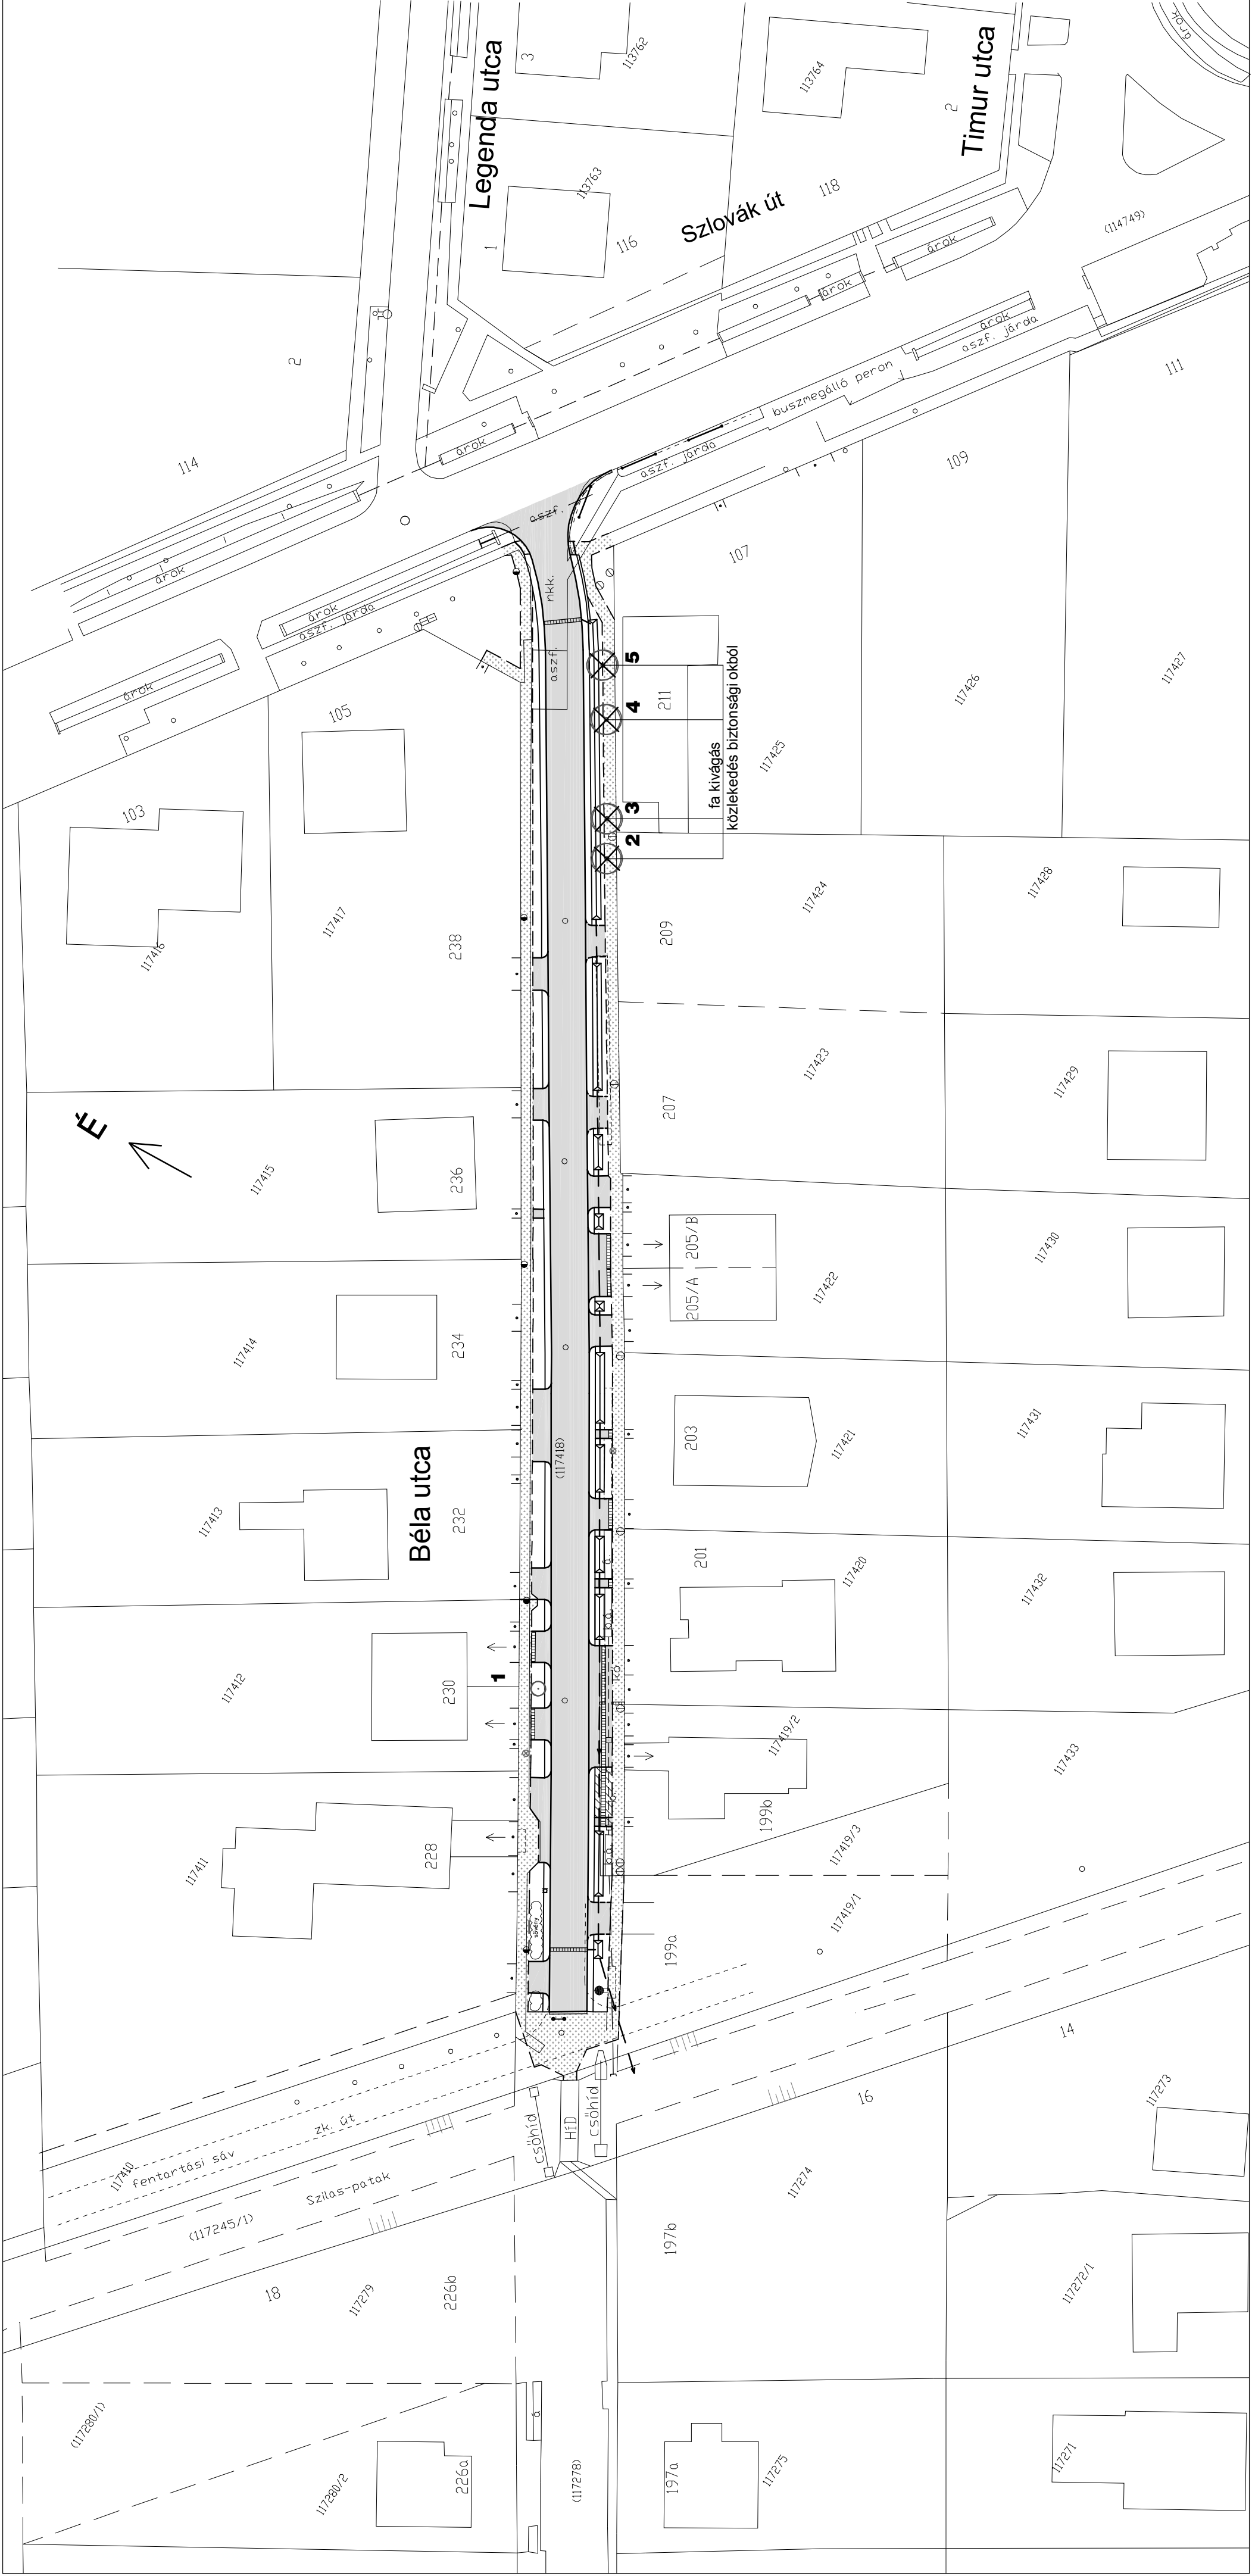 Legenda utca
3
113762
113764
2
Timur utca
árok
1
113763
116
Szlovák út
118
árok
(114749)
árok
2
114
árok
aszf. járda
árok
buszmegálló peron
aszf. járda
111
109
107
árok
árok
aszf. járda
árok
árok
aszf.
nkk.
aszf.
5
4
3
2
211
fa kivágás
közlekedés biztonsági okból
117425
117426
117427
105
103
117416
117417
238
209
117424
117428
É
207
117423
117429
117415
236
205/B
205/A
117422
117430
117414
234
203
117421
117431
(117418)
Béla utca
117413
232
201
117420
117432
1
117412
230
kő
117419/2
199b
117433
117411
228
117419/3
117419/1
199a
14
16
zk. út
fentartási sáv
117410
Szilas-patak
(117245/1)
csőhíd
HíD
csőhíd
117273
117274
197b
18
117279
226b
117272/1
(117280/1)
117280/2
226a
(117278)
197a
117275
117271